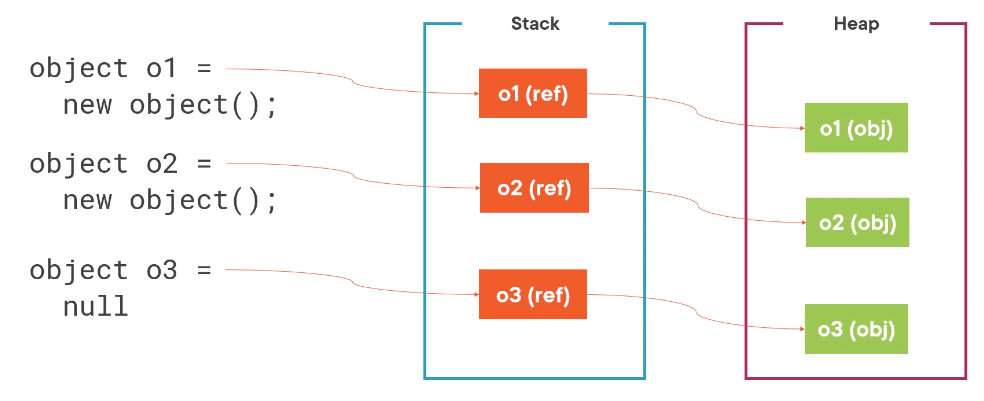 Stack
Heap
object o1 =
new object();
o1 (ref)
o1 (obj)
object o2 =
new object();
o2 (ref)
o2 (obj)
object o3 =
null
o3 (ref)
o3 (obj)